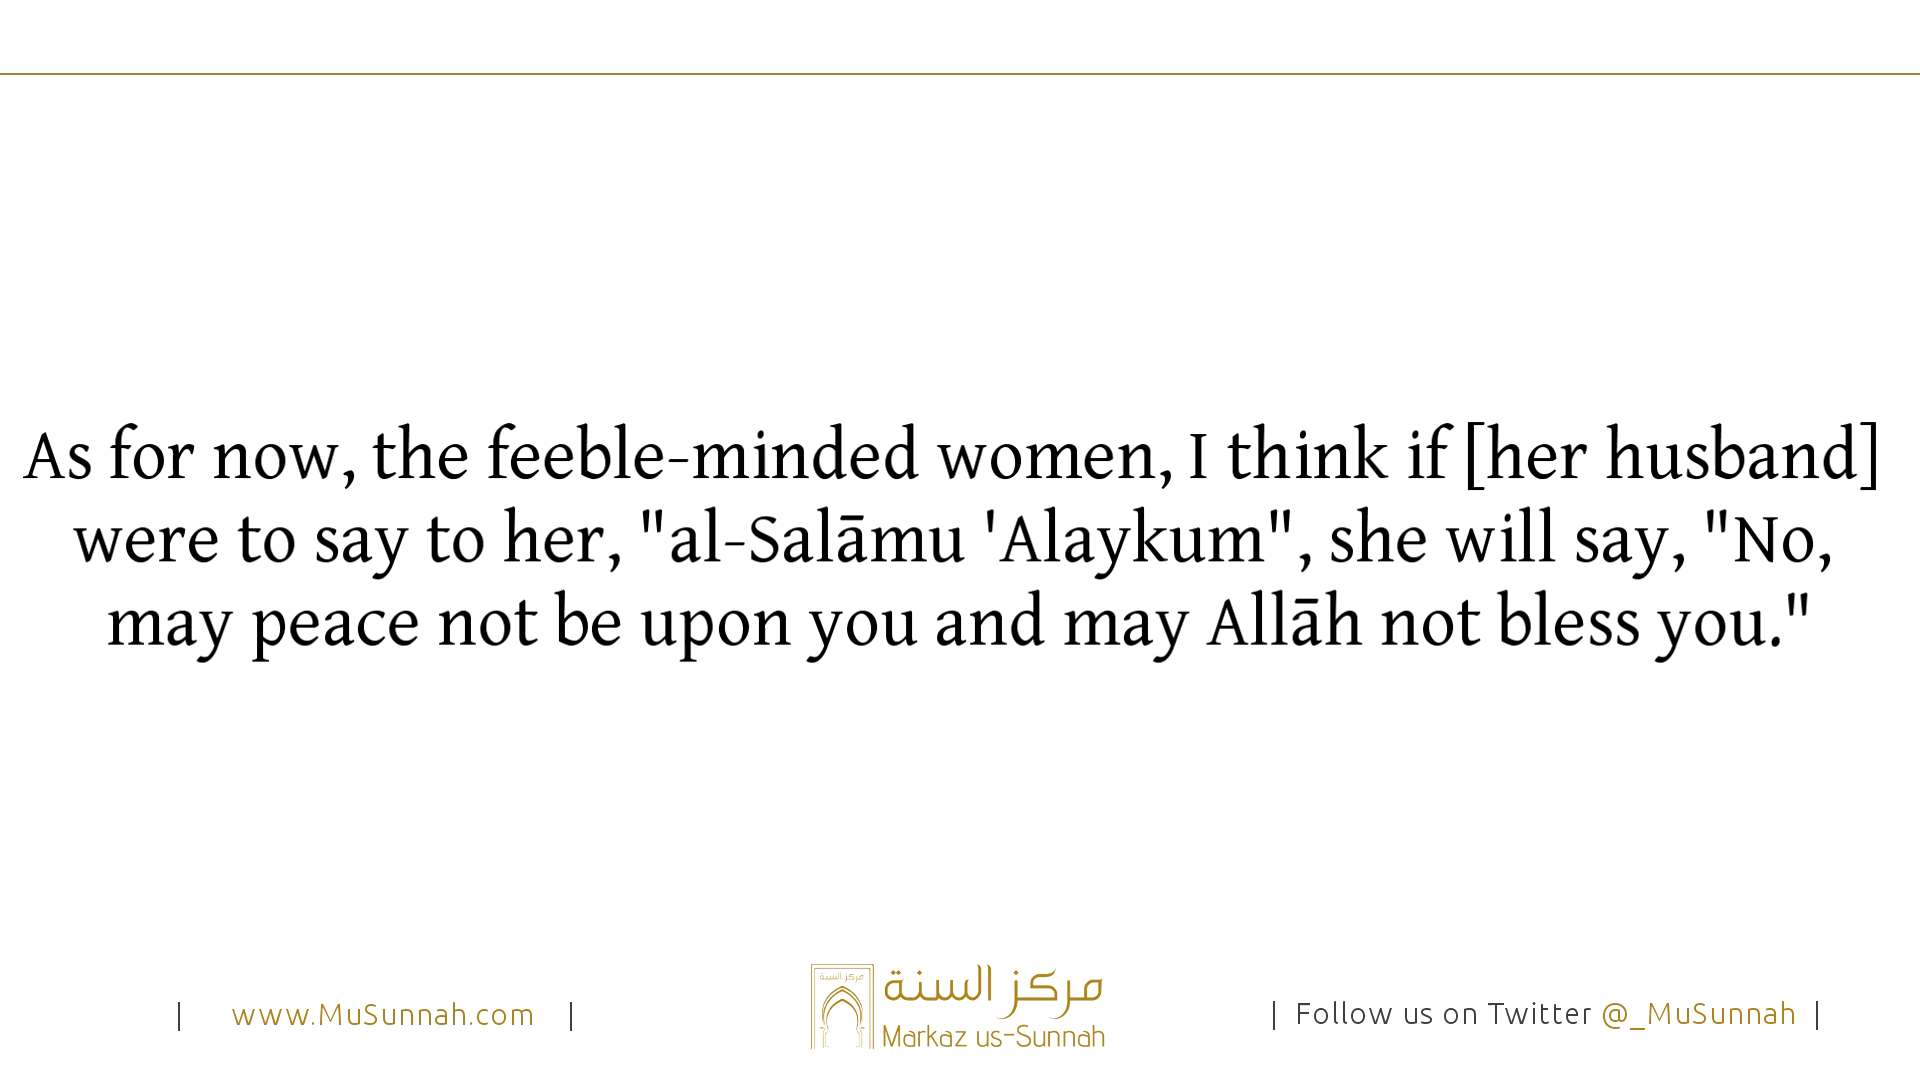 As for now, the feeble-minded women, I think if [her husband]
were to say to her, "al-Salāmu 'Alaykum", she will say, "No,
may peace not be upon you and may Allāh not bless you."
| www.MuSunnah.com |
مركز السنة
مركز السنة
Markaz us-Sunnah
| Follow us on Twitter @_MuSunnah |